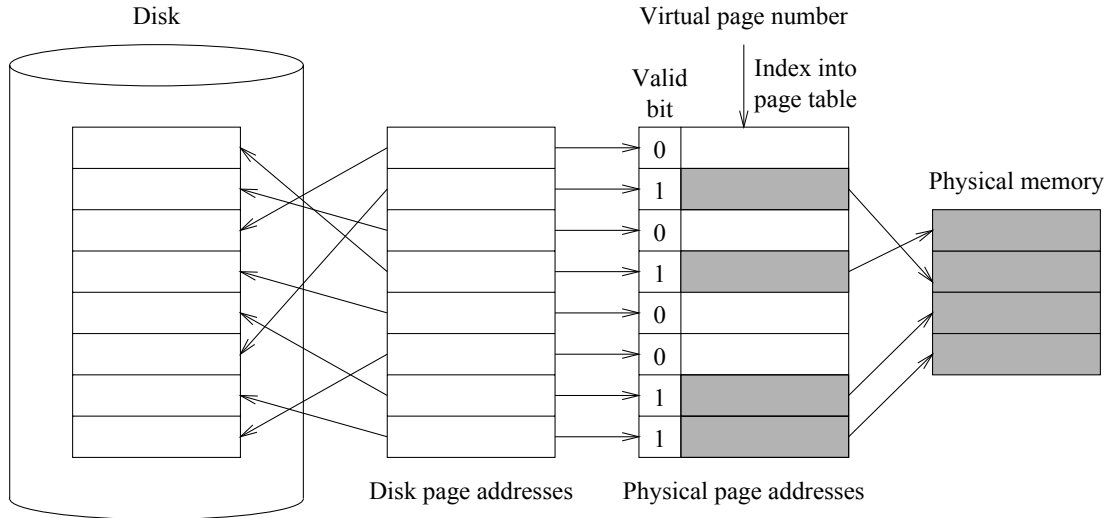 Disk
Virtual page number
Valid
bit
Index into
page table
Physical memory
0
1
0
1
0
0
1
1
Disk page addresses
Physical page addresses